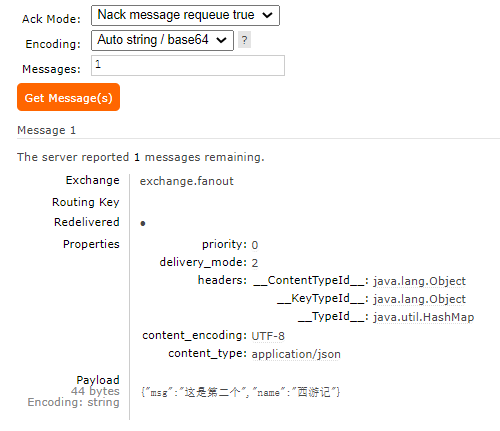 Ack Mode: Nack message requeue true
Encoding: Auto string / base64 ?
Messages: 1
Get Message(s)
Message 1
The server reported 1 messages remaining.
Exchange exchange.fanout
Routing Key
Redelivered ●
Properties priority: 0
delivery_mode: 2
headers: __ContentTypeId__: java.lang.Object
__KeyTypeId__: java.lang.Object
__TypeId__: java.util.HashMap
content_encoding: UTF-8
content_type: application/json
Payload
44 bytes
Encoding: string
{"msg":"这是第二个","name":"西游记"}